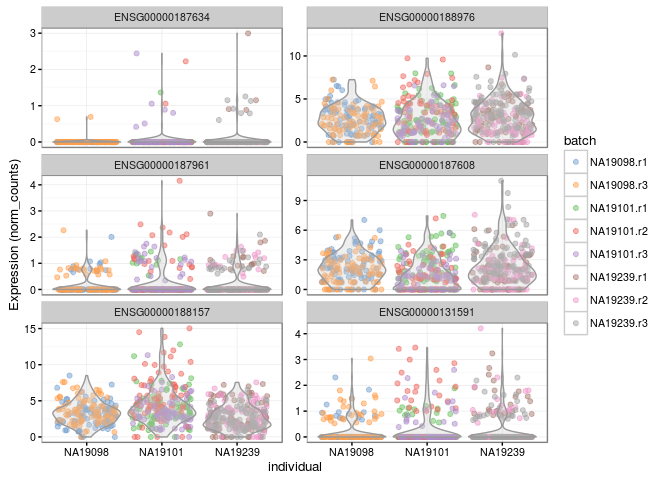 ENSG00000187634
ENSG00000188976
3
2
1
0
10
5
0
ENSG00000187961
ENSG00000187608
4
3
2
1
0
9
6
3
0
ENSG00000188157
ENSG00000131591
15
10
5
0
4
3
2
1
0
NA19098 NA19101 NA19239
NA19098 NA19101 NA19239
individual
Expression (norm_counts)
batch
NA19098.r1
NA19098.r3
NA19101.r1
NA19101.r2
NA19101.r3
NA19239.r1
NA19239.r2
NA19239.r3